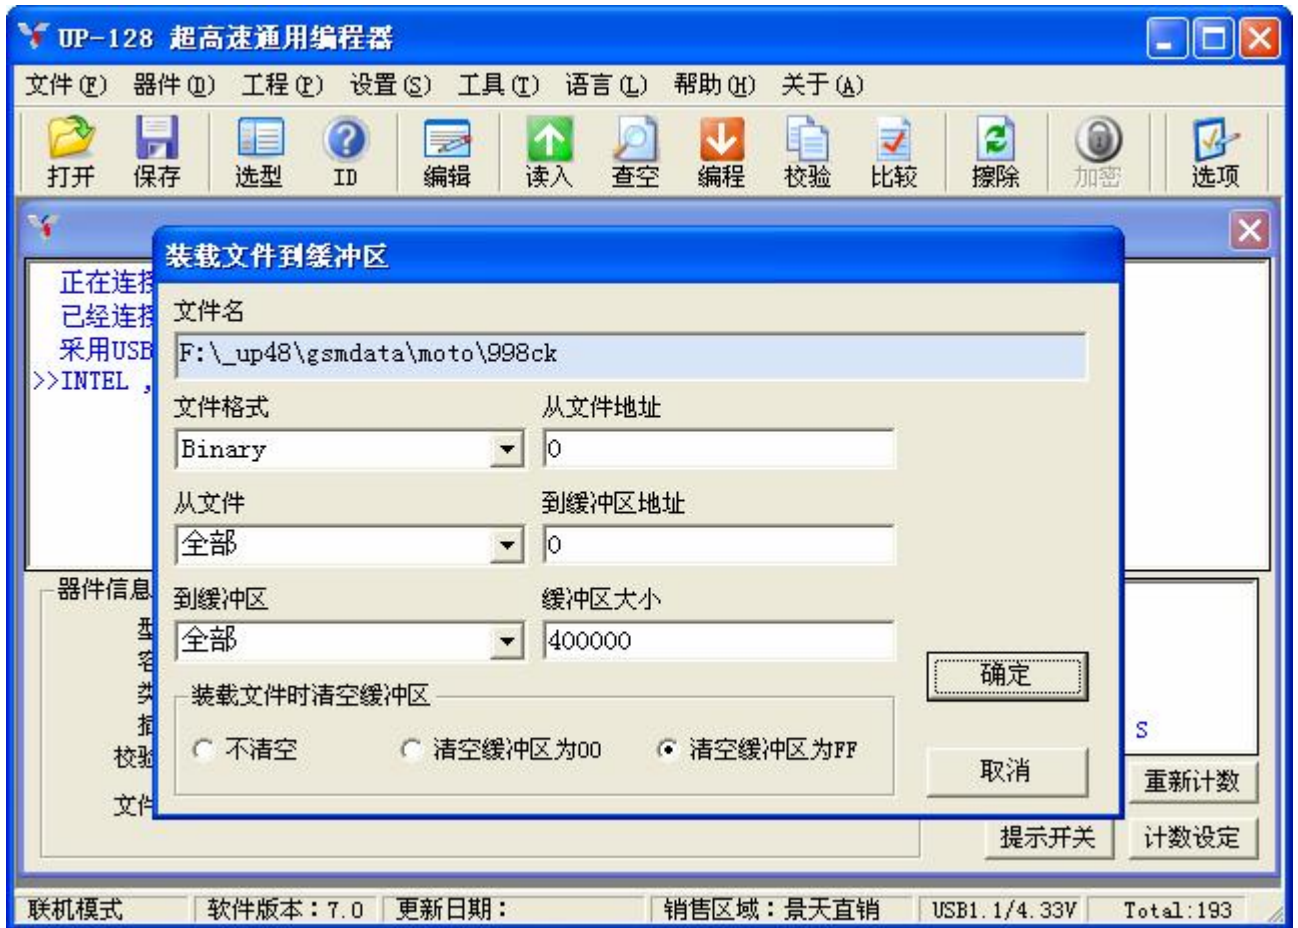 UP-128 超高速通用编程器
文件(F) 器件(D) 工程(P) 设置(S) 工具(T) 语言(L) 帮助(H) 关于(A)
打开 保存 选型 ID 编辑 读入 查空 编程 校验 比较 擦除 加密 选项
装载文件到缓冲区
正在连接
已经连接
采用USB
>>INTEL ,
文件名
F:\_up48\gsmdata\moto\998ck
文件格式 从文件地址
Binary 0
从文件 到缓冲区地址
全部 0
到缓冲区 缓冲区大小
全部 400000
确定
装载文件时清空缓冲区
不清空 清空缓冲区为00 清空缓冲区为FF
取消
器件信息
校验
文件
S
重新计数
提示开关 计数设定
联机模式 软件版本：7.0 更新日期： 销售区域：景天直销 USB1.1/4.33V Total:193